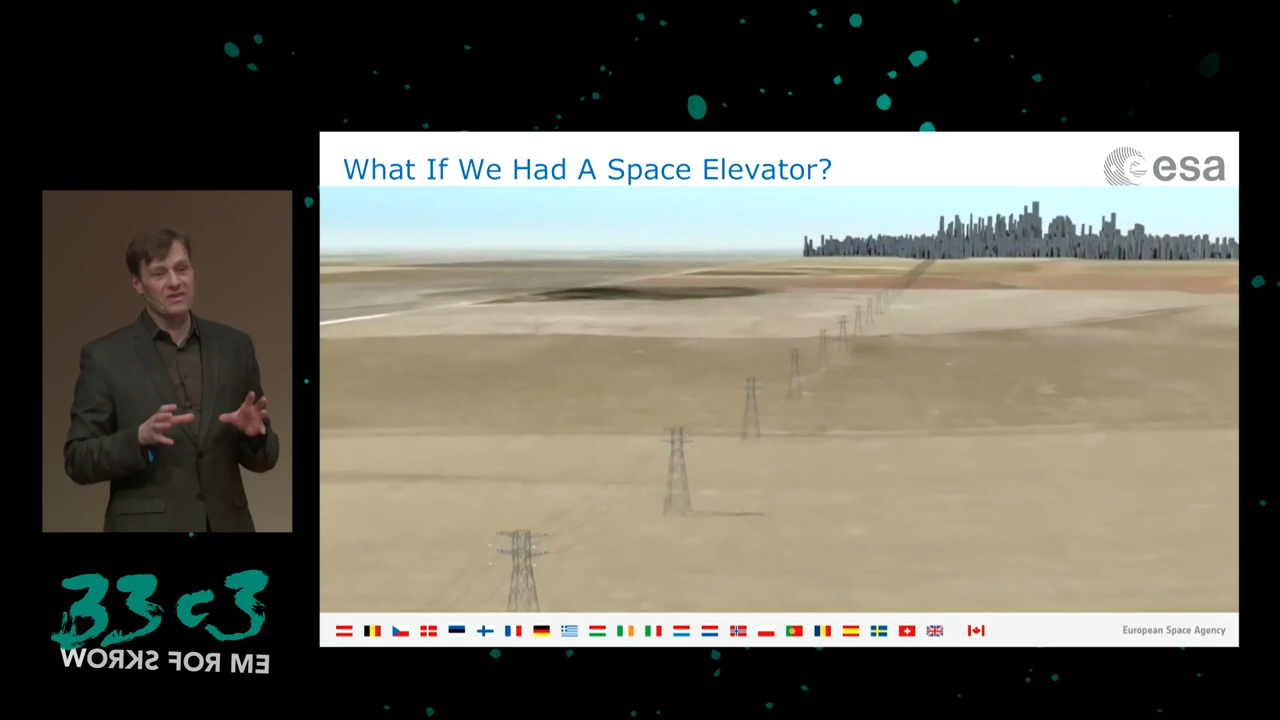 What If We Had A Space Elevator?
esa
33c3
WORKS FOR ME
European Space Agency